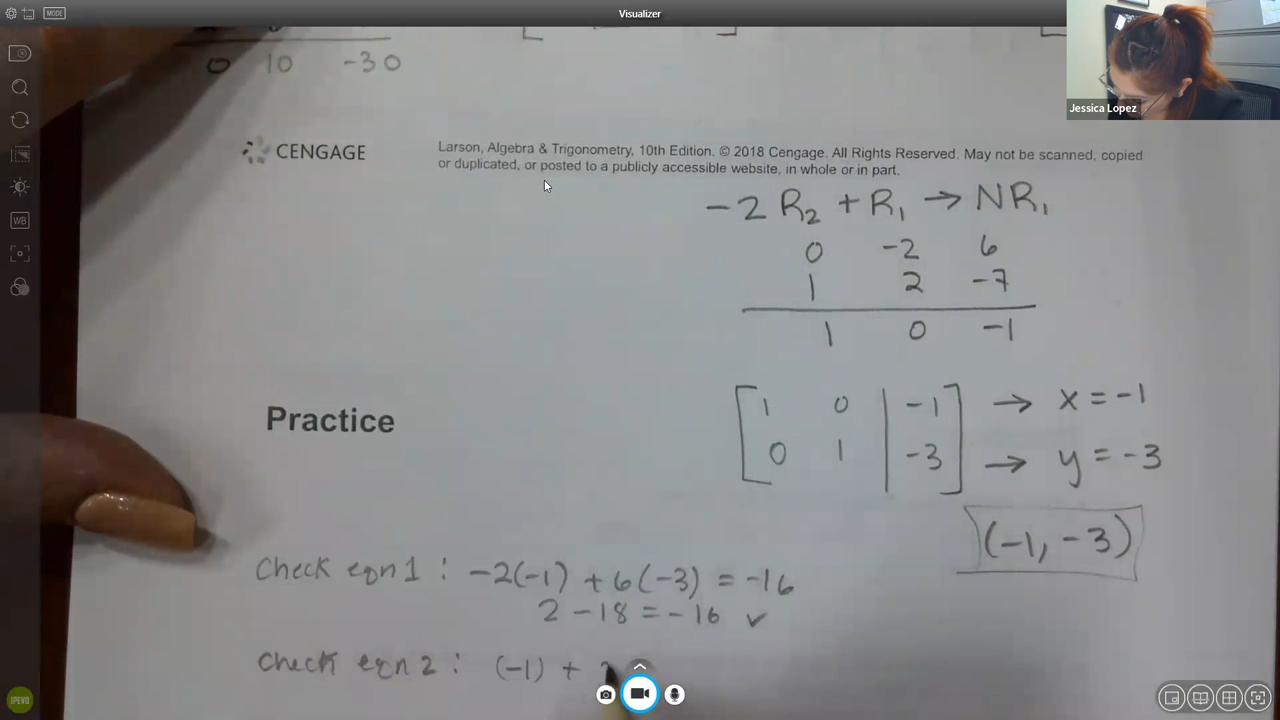 MODE
Visualizer
0 10 -30
Jessica Lopez
CENGAGE
Larson, Algebra & Trigonometry, 10th Edition. © 2018 Cengage. All Rights Reserved. May not be scanned, copied
or duplicated, or posted to a publicly accessible website, in whole or in part.
-2 R₂ + R₁ → NR₁
0 -2 6
1 2 -7
1 0 -1
Practice
[1 0 | -1] → x = -1
[0 1 | -3] → y = -3
(-1, -3)
Check eqn 1 : -2(-1) + 6(-3) = -16
2 - 18 = -16 ✓
Check eqn 2 : (-1) +
WB
IPEVO